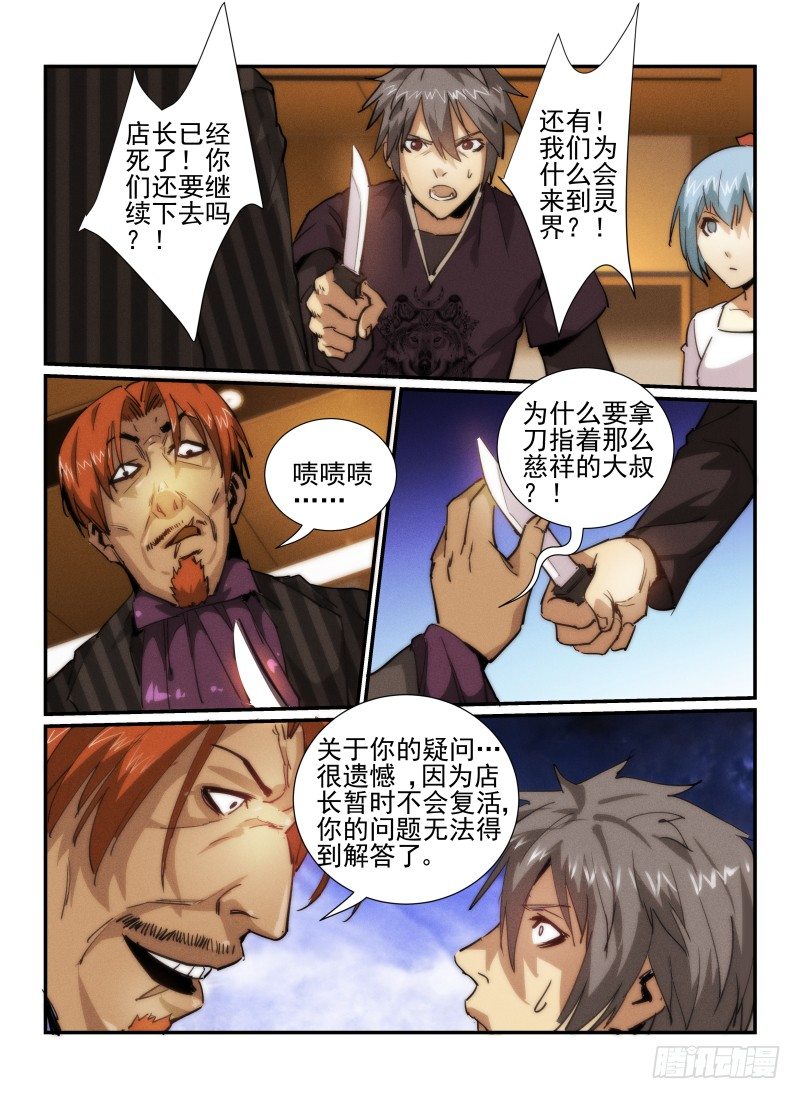 还有！
我们为
什么会
来到灵
界？！
店长已经
死了！你
们还要继
续下去吗
？！
啧啧啧
……
为什么要拿
刀指着那么
慈祥的大叔
？！
关于你的疑问…
很遗憾，因为店
长暂时不会复活，
你的问题无法得
到解答了。
腾讯动漫